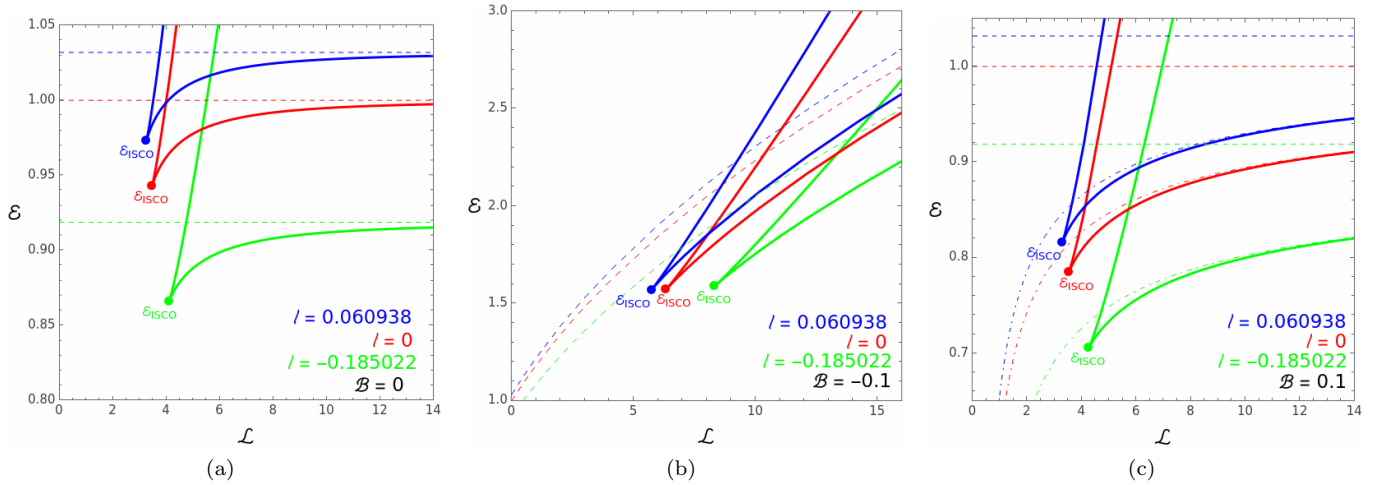 1.05
1.00
0.95
0.90
0.85
0.80
ℰ
ℰISCO
ℰISCO
ℰISCO
l = 0.060938
l = 0
l = −0.185022
ℬ = 0
0 2 4 6 8 10 12 14
ℒ
(a)
3.0
2.5
2.0
1.5
1.0
ℰ
ℰISCO ℰISCO ℰISCO
l = 0.060938
l = 0
l = −0.185022
ℬ = −0.1
0 5 10 15
ℒ
(b)
1.0
0.9
0.8
0.7
ℰ
ℰISCO
ℰISCO
ℰISCO
l = 0.060938
l = 0
l = −0.185022
ℬ = 0.1
0 2 4 6 8 10 12 14
ℒ
(c)